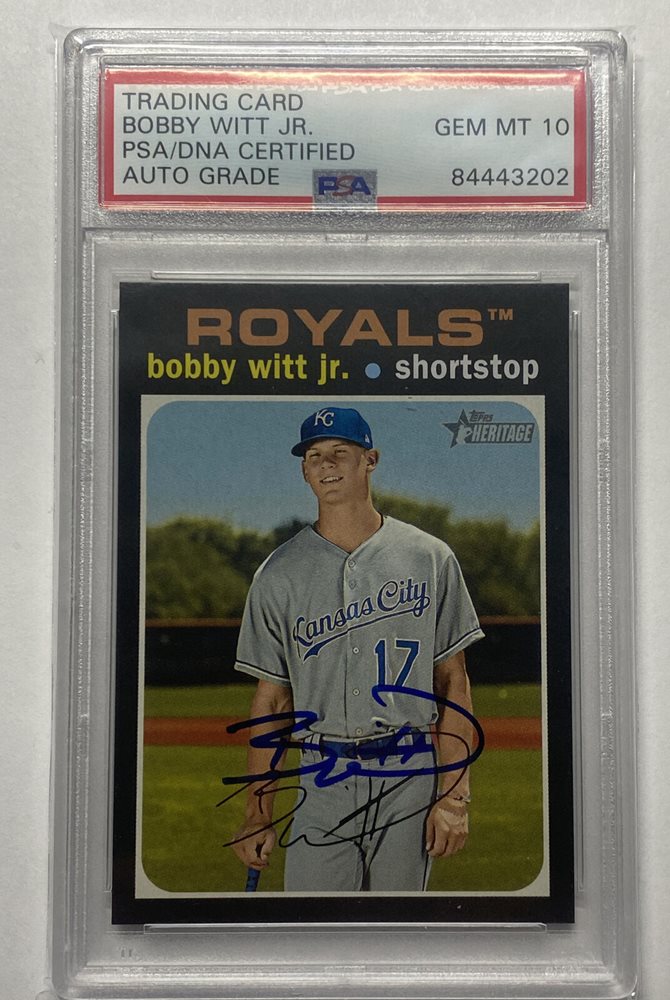 TRADING CARD
BOBBY WITT JR. GEM MT 10
PSA/DNA CERTIFIED
AUTO GRADE PSA 84443202
ROYALS™
bobby witt jr. • shortstop
KC
TOPPS
HERITAGE
Kansas City
17